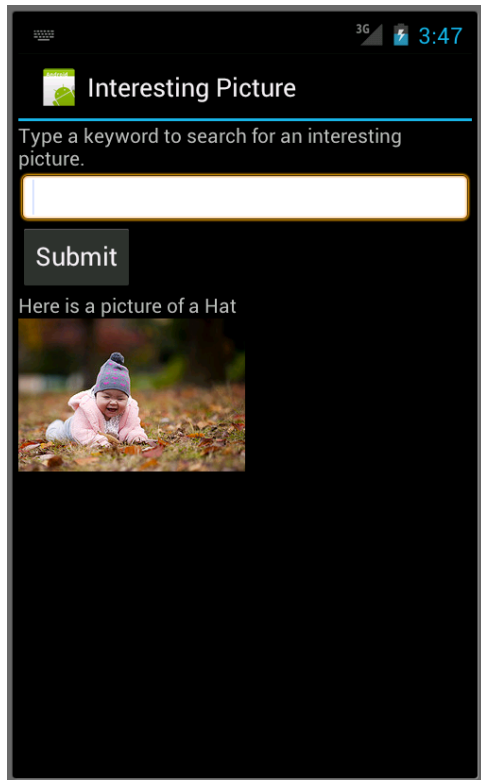 3G 3:47
Android
Interesting Picture
Type a keyword to search for an interesting
picture.
Submit
Here is a picture of a Hat